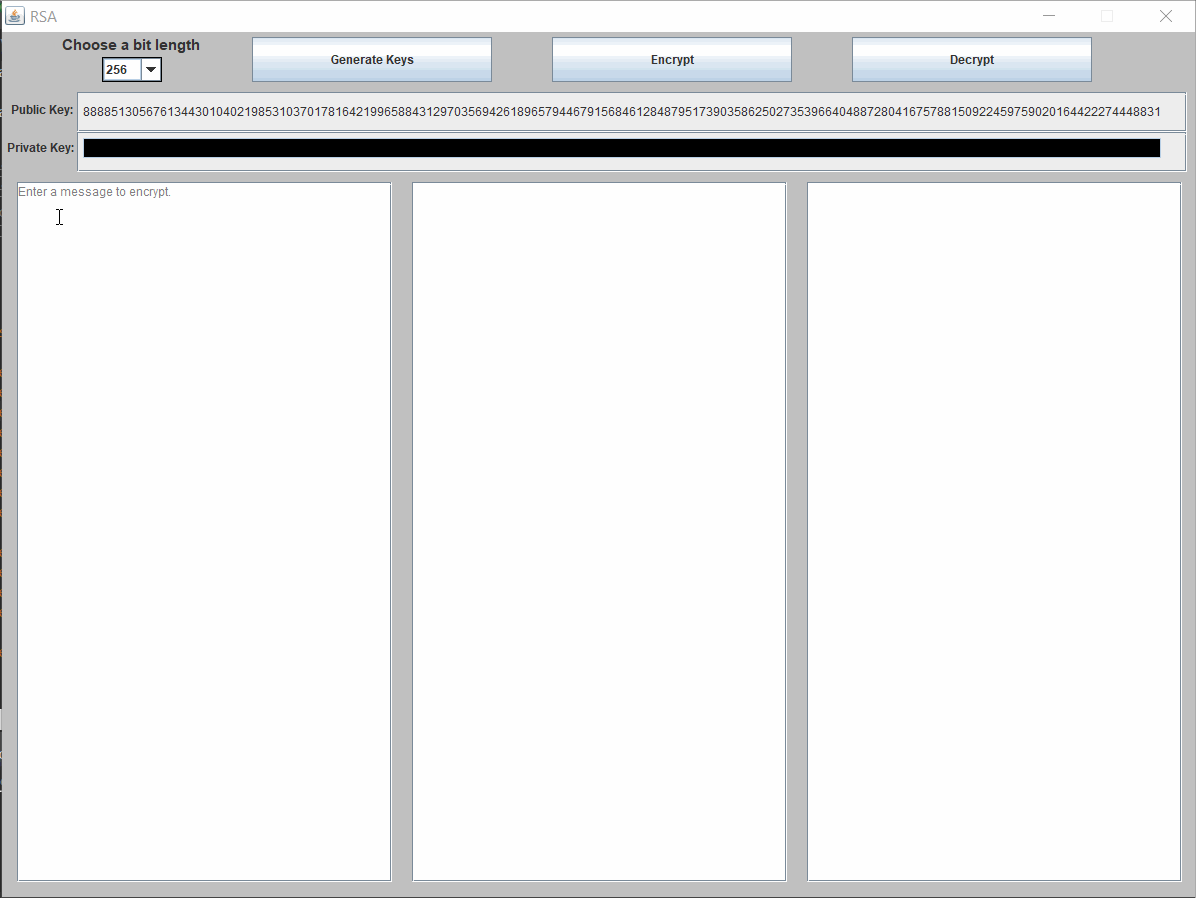 RSA
Choose a bit length
256
Generate Keys
Encrypt
Decrypt
Public Key: 8888513056761344301040219853103701781642199658843129703569426189657944679156846128487951739035862502735396640488728041675788150922459759020164422274448831
Private Key:
Enter a message to encrypt.